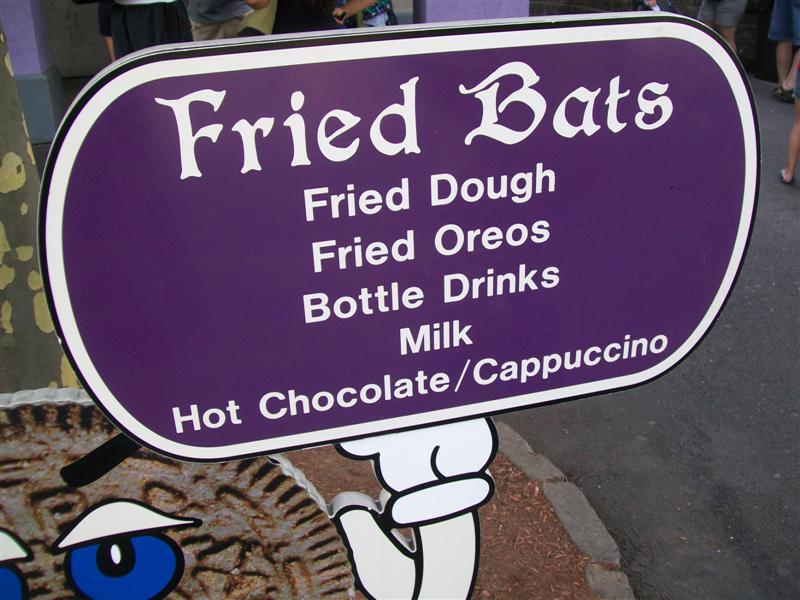 Fried Bats
Fried Dough
Fried Oreos
Bottle Drinks
Milk
Hot Chocolate/Cappuccino